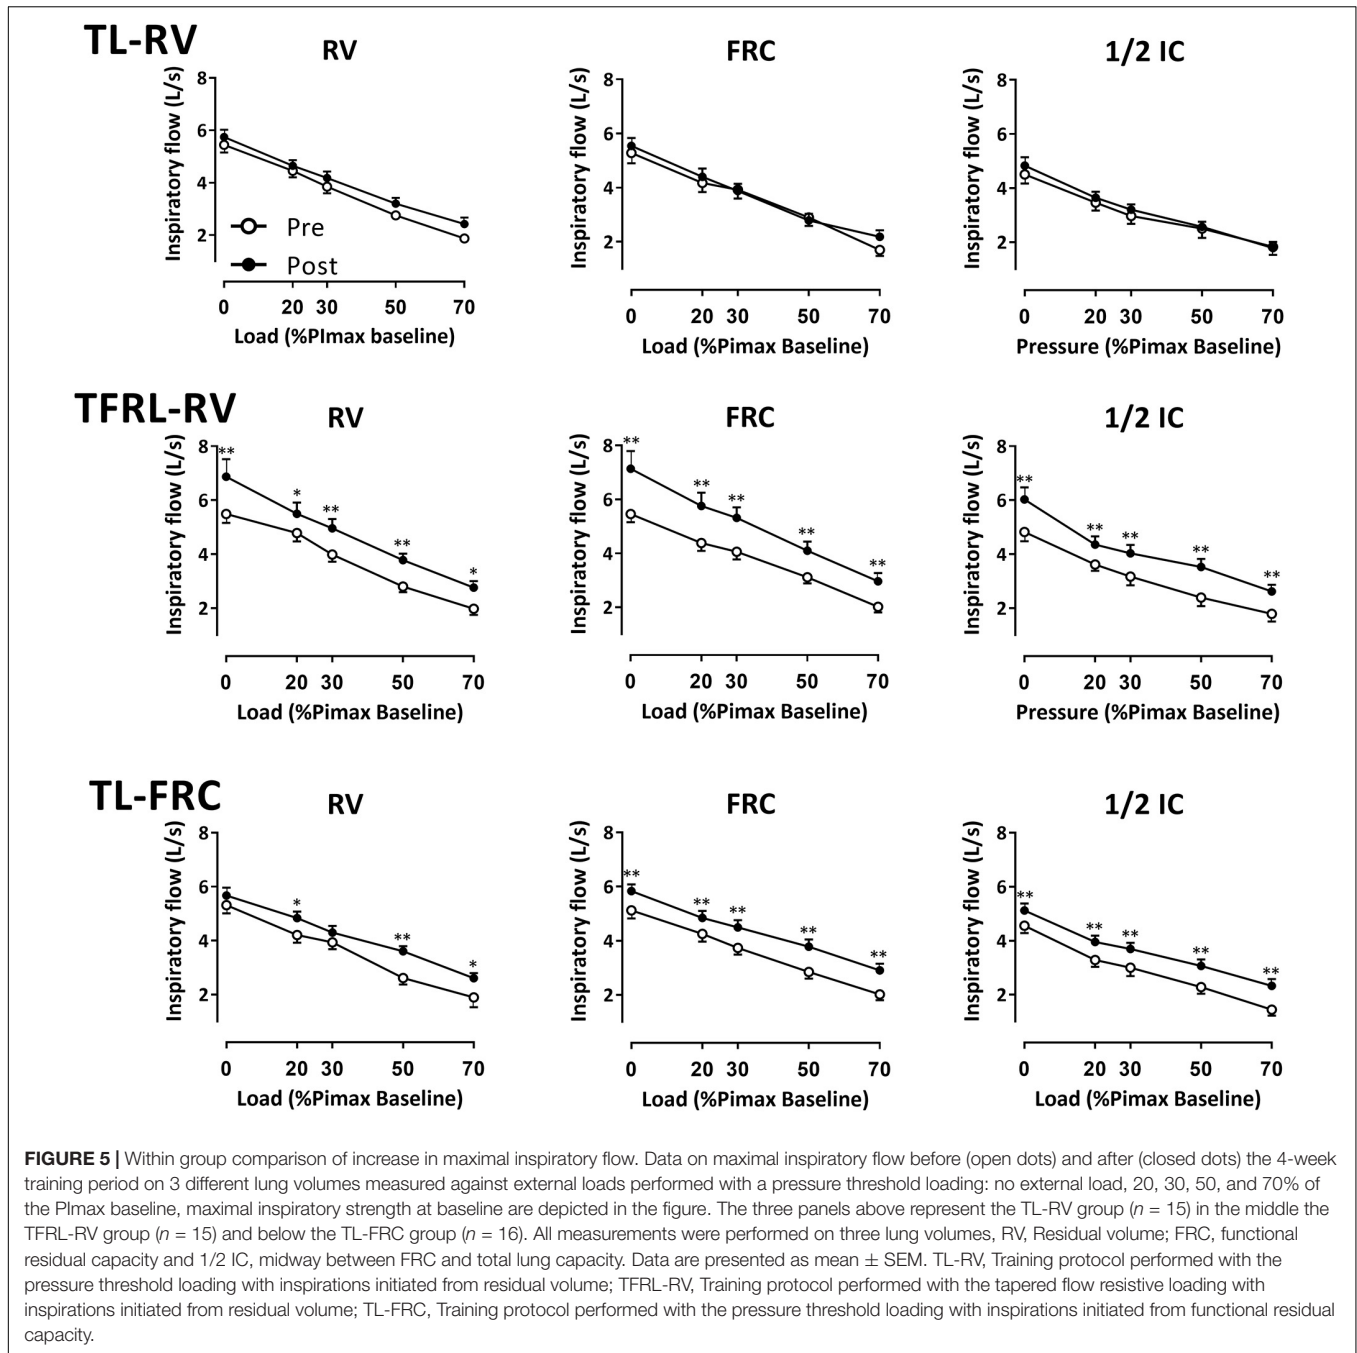 TL-RV
RV
FRC
1/2 IC
Inspiratory flow (L/s)
8
6
4
2
Pre
Post
0 20 30 50 70
Load (%PImax baseline)
Inspiratory flow (L/s)
8
6
4
2
0 20 30 50 70
Load (%Pimax Baseline)
Inspiratory flow (L/s)
8
6
4
2
0 20 30 50 70
Pressure (%Pimax Baseline)
TFRL-RV
RV
FRC
1/2 IC
Inspiratory flow (L/s)
8
6
4
2
** * ** ** *
0 20 30 50 70
Load (%Pimax Baseline)
Inspiratory flow (L/s)
8
6
4
2
** ** ** ** **
0 20 30 50 70
Load (%Pimax Baseline)
Inspiratory flow (L/s)
8
6
4
2
** ** ** ** **
0 20 30 50 70
Pressure (%Pimax Baseline)
TL-FRC
RV
FRC
1/2 IC
Inspiratory flow (L/s)
8
6
4
2
* ** *
0 20 30 50 70
Load (%Pimax Baseline)
Inspiratory flow (L/s)
8
6
4
2
** ** ** ** **
0 20 30 50 70
Load (%Pimax Baseline)
Inspiratory flow (L/s)
8
6
4
2
** ** ** ** **
0 20 30 50 70
Load (%Pimax Baseline)
FIGURE 5 | Within group comparison of increase in maximal inspiratory flow. Data on maximal inspiratory flow before (open dots) and after (closed dots) the 4-week
training period on 3 different lung volumes measured against external loads performed with a pressure threshold loading: no external load, 20, 30, 50, and 70% of
the PImax baseline, maximal inspiratory strength at baseline are depicted in the figure. The three panels above represent the TL-RV group (n = 15) in the middle the
TFRL-RV group (n = 15) and below the TL-FRC group (n = 16). All measurements were performed on three lung volumes, RV, Residual volume; FRC, functional
residual capacity and 1/2 IC, midway between FRC and total lung capacity. Data are presented as mean ± SEM. TL-RV, Training protocol performed with the
pressure threshold loading with inspirations initiated from residual volume; TFRL-RV, Training protocol performed with the tapered flow resistive loading with
inspirations initiated from residual volume; TL-FRC, Training protocol performed with the pressure threshold loading with inspirations initiated from functional residual
capacity.